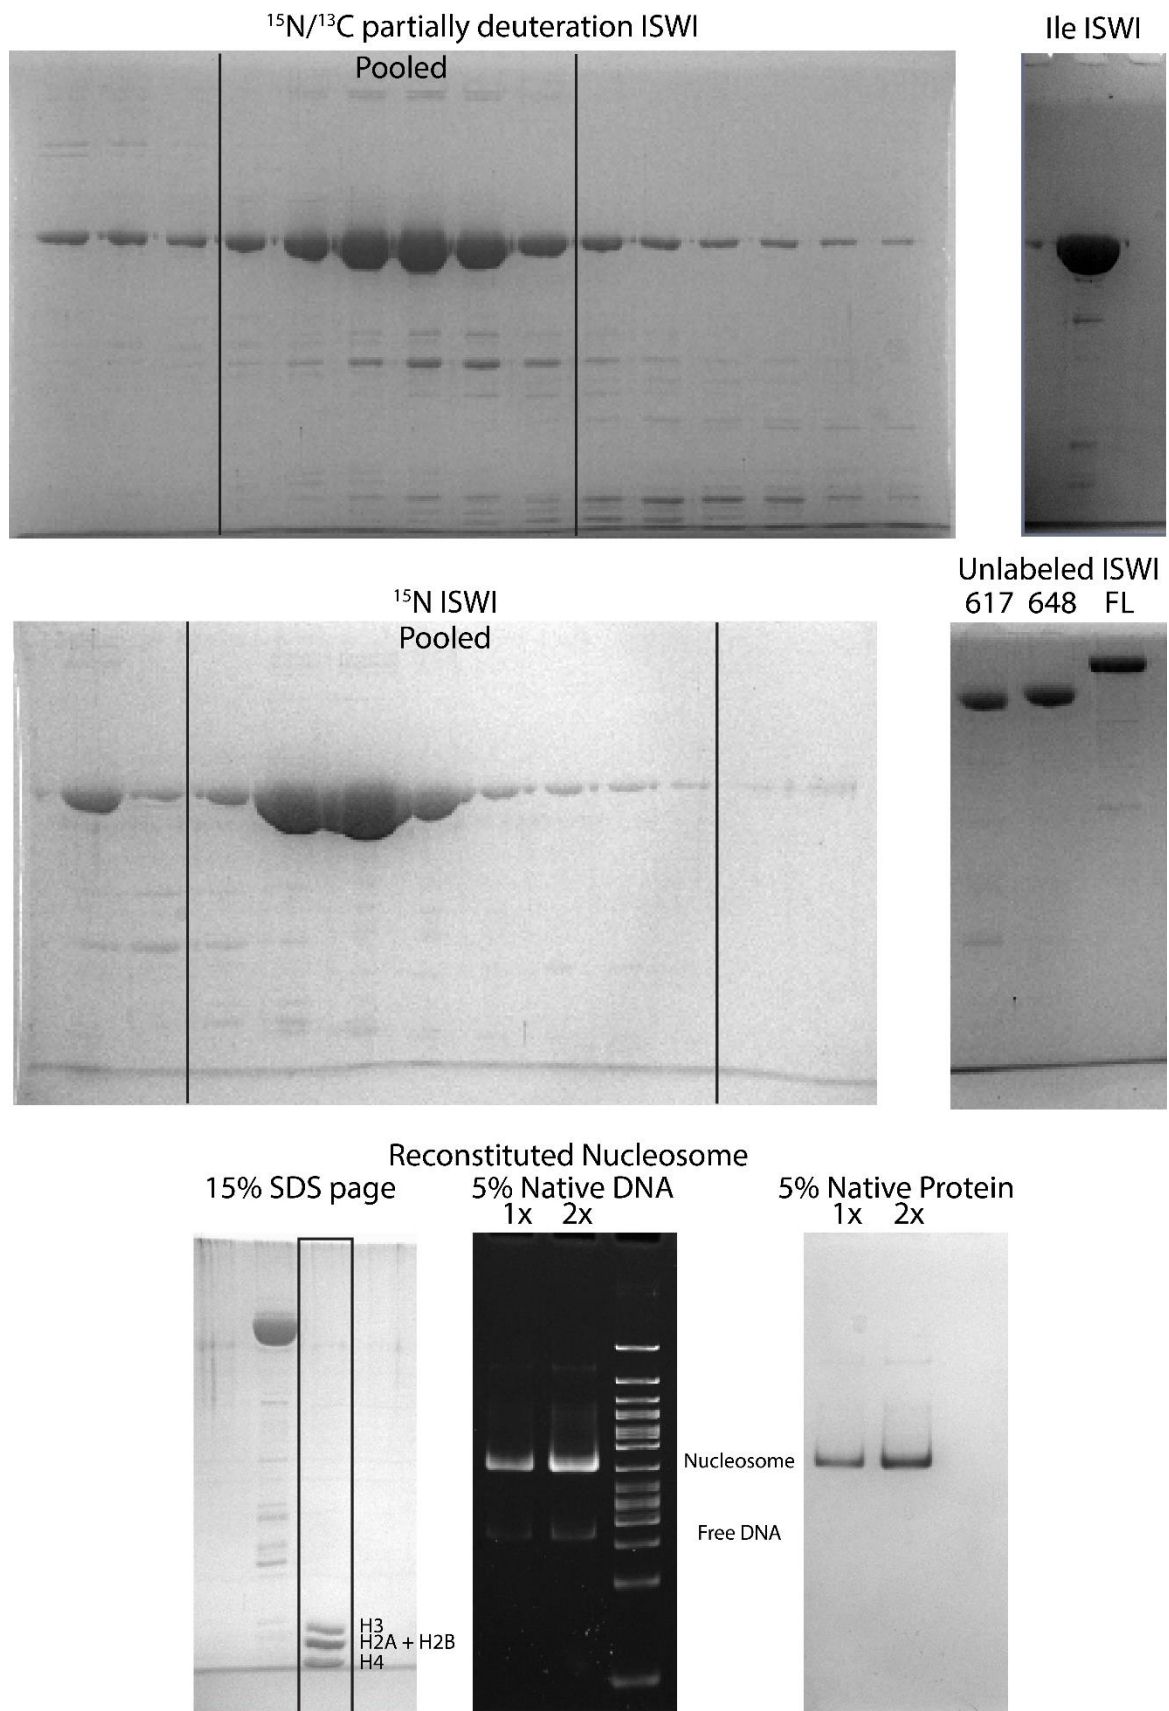 ¹⁵N/¹³C partially deuteration ISWI
Pooled
Ile ISWI
¹⁵N ISWI
Pooled
Unlabeled ISWI
617 648 FL
Reconstituted Nucleosome
15% SDS page
5% Native DNA
1x 2x
5% Native Protein
1x 2x
Nucleosome
Free DNA
H3
H2A + H2B
H4